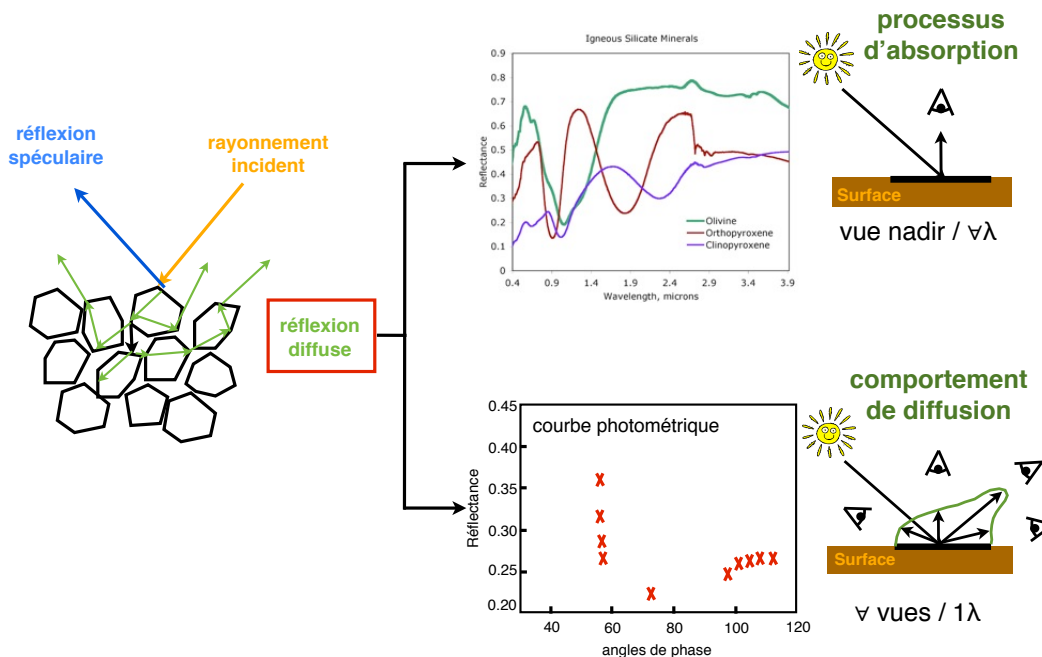 réflexion
spéculaire
rayonnement
incident
réflexion
diffuse
Igneous Silicate Minerals
0.9
0.8
0.7
0.6
0.5
0.4
0.3
0.2
0.1
0
Reflectance
Olivine
Orthopyroxene
Clinopyroxene
0.4 0.9 1.4 1.9 2.4 2.9 3.4 3.9
Wavelength, microns
processus
d'absorption
Surface
vue nadir / ∀λ
courbe photométrique
0.45
0.40
0.35
0.30
0.25
0.20
Réflectance
40 60 80 100 120
angles de phase
comportement
de diffusion
Surface
∀ vues / 1λ